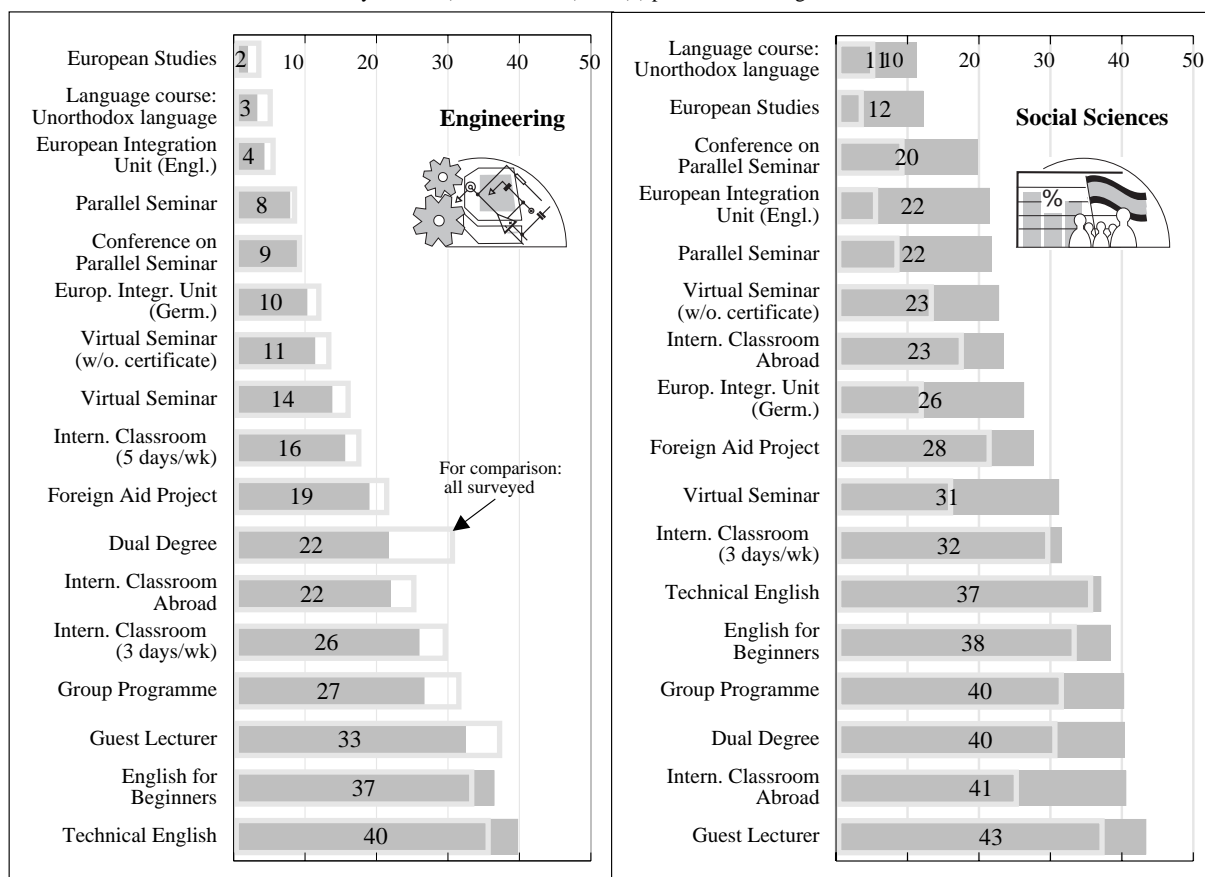 10 20 30 40 50
European Studies 2
Language course:
Unorthodox language 3
European Integration
Unit (Engl.) 4
Parallel Seminar 8
Conference on
Parallel Seminar 9
Europ. Integr. Unit
(Germ.) 10
Virtual Seminar
(w/o. certificate) 11
Virtual Seminar 14
Intern. Classroom
(5 days/wk) 16
Foreign Aid Project 19
Dual Degree 22
Intern. Classroom
Abroad 22
Intern. Classroom
(3 days/wk) 26
Group Programme 27
Guest Lecturer 33
English for
Beginners 37
Technical English 40
Engineering
For comparison:
all surveyed
10 20 30 40 50
Language course:
Unorthodox language 11
European Studies 12
Conference on
Parallel Seminar 20
European Integration
Unit (Engl.) 22
Parallel Seminar 22
Virtual Seminar
(w/o. certificate) 23
Intern. Classroom
Abroad 23
Europ. Integr. Unit
(Germ.) 26
Foreign Aid Project 28
Virtual Seminar 31
Intern. Classroom
(3 days/wk) 32
Technical English 37
English for
Beginners 38
Group Programme 40
Dual Degree 40
Intern. Classroom
Abroad 41
Guest Lecturer 43
Social Sciences
%